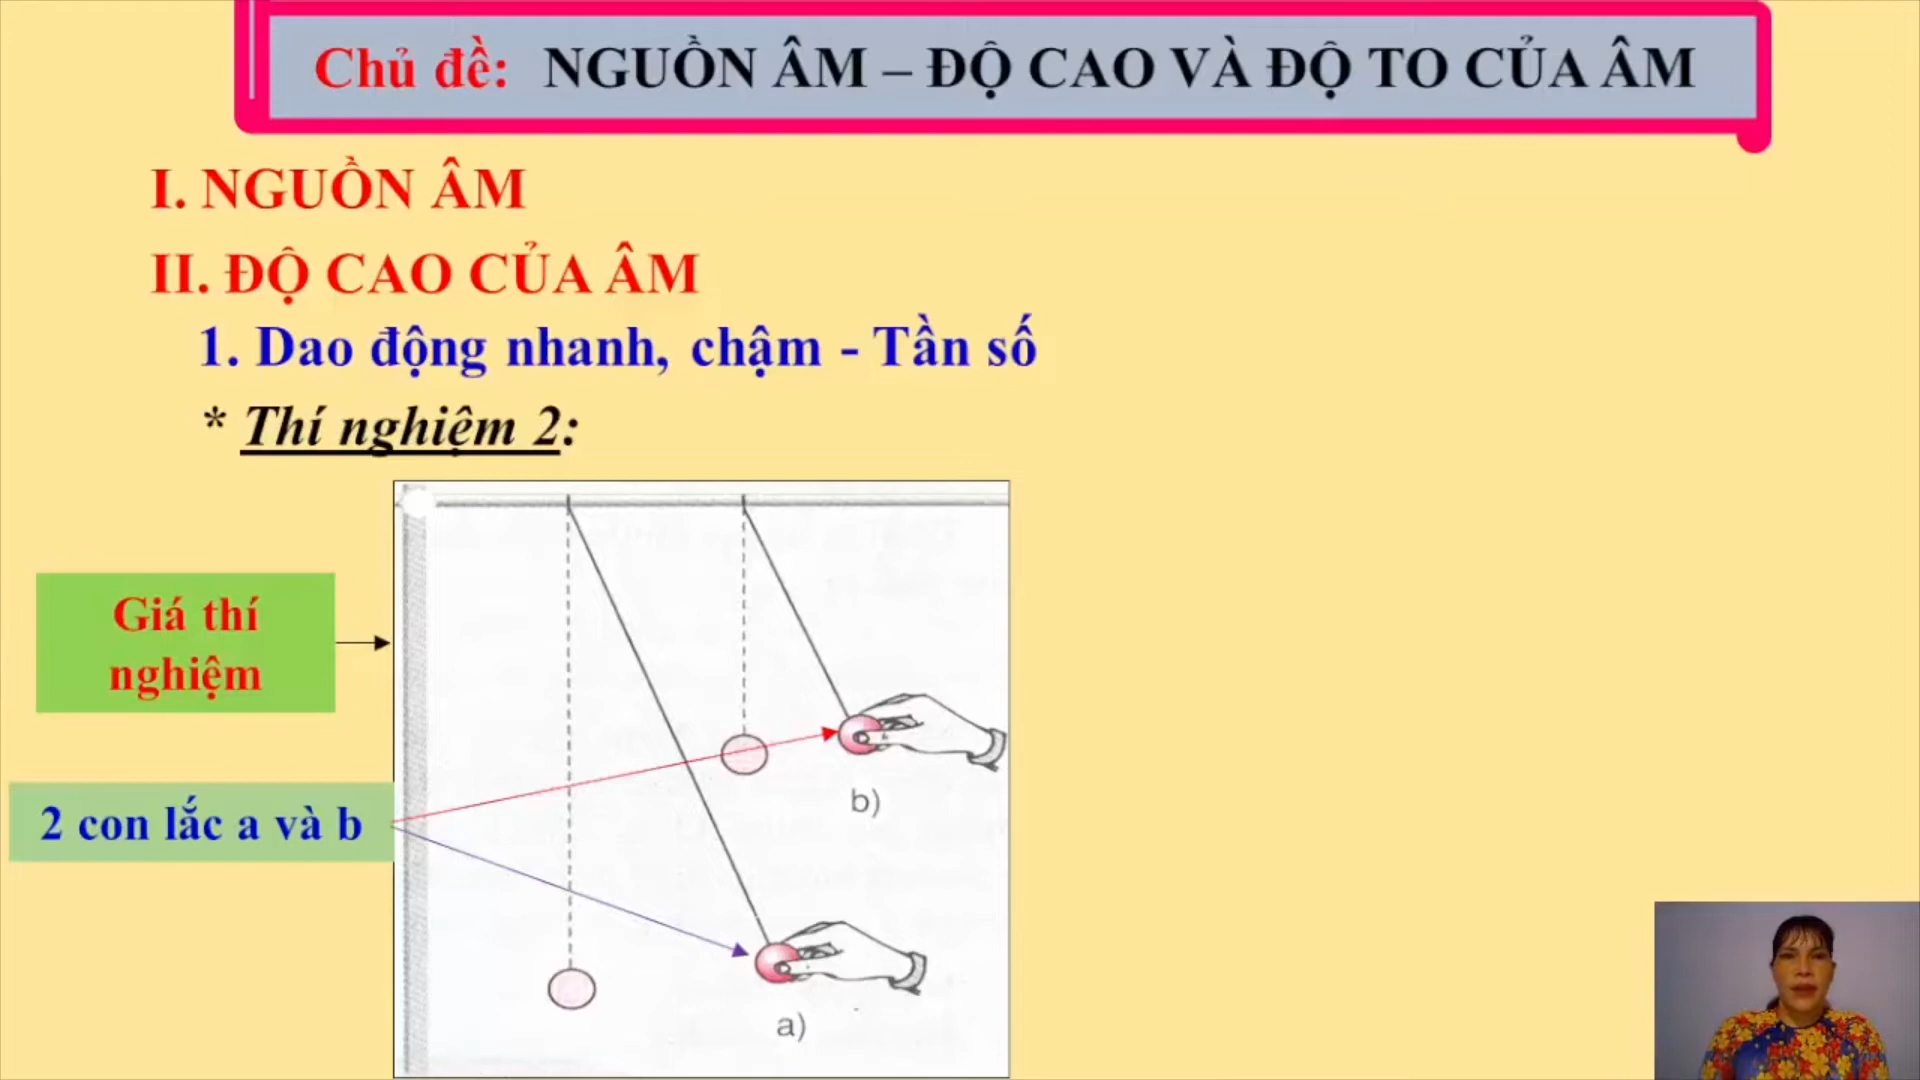 Chủ đề: NGUỒN ÂM – ĐỘ CAO VÀ ĐỘ TO CỦA ÂM
I. NGUỒN ÂM
II. ĐỘ CAO CỦA ÂM
1. Dao động nhanh, chậm - Tần số
* Thí nghiệm 2:
Giá thí
nghiệm
2 con lắc a và b
b)
a)